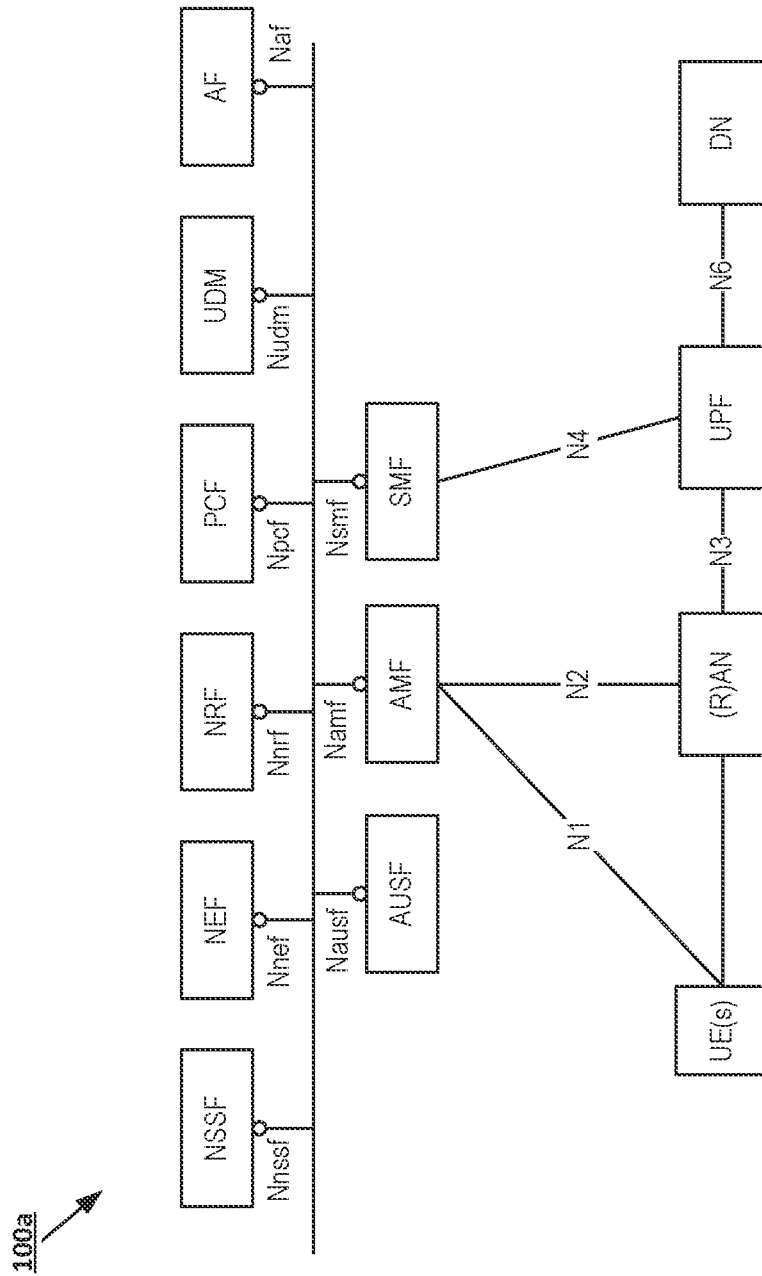 100a
NSSF
NEF
NRF
PCF
UDM
AF
Nnssf
Nnef
Nnrf
Npcf
Nudm
Naf
Nausf
Namf
Nsmf
AUSF
AMF
SMF
N1
N2
N4
UE(s)
(R)AN
N3
UPF
N6
DN